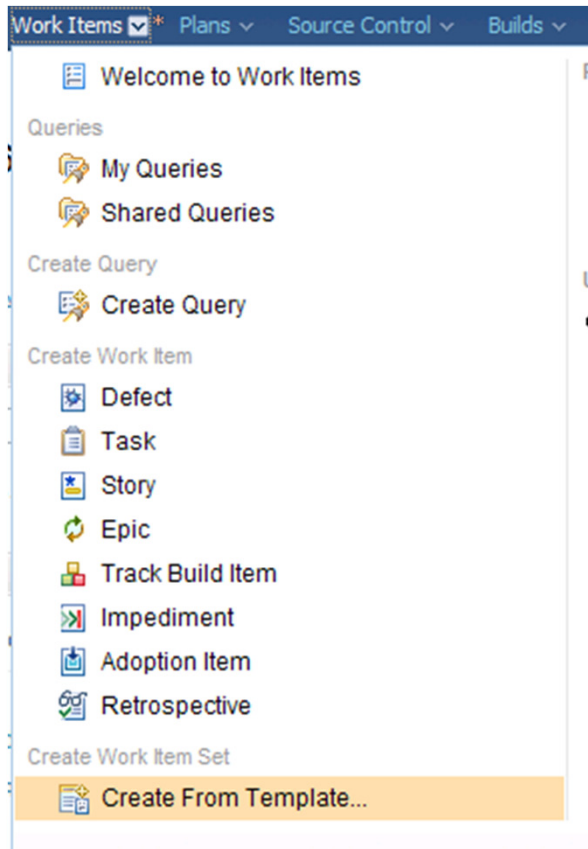 Work Items * Plans Source Control Builds
Welcome to Work Items
Queries
My Queries
Shared Queries
Create Query
Create Query
Create Work Item
Defect
Task
Story
Epic
Track Build Item
Impediment
Adoption Item
Retrospective
Create Work Item Set
Create From Template...